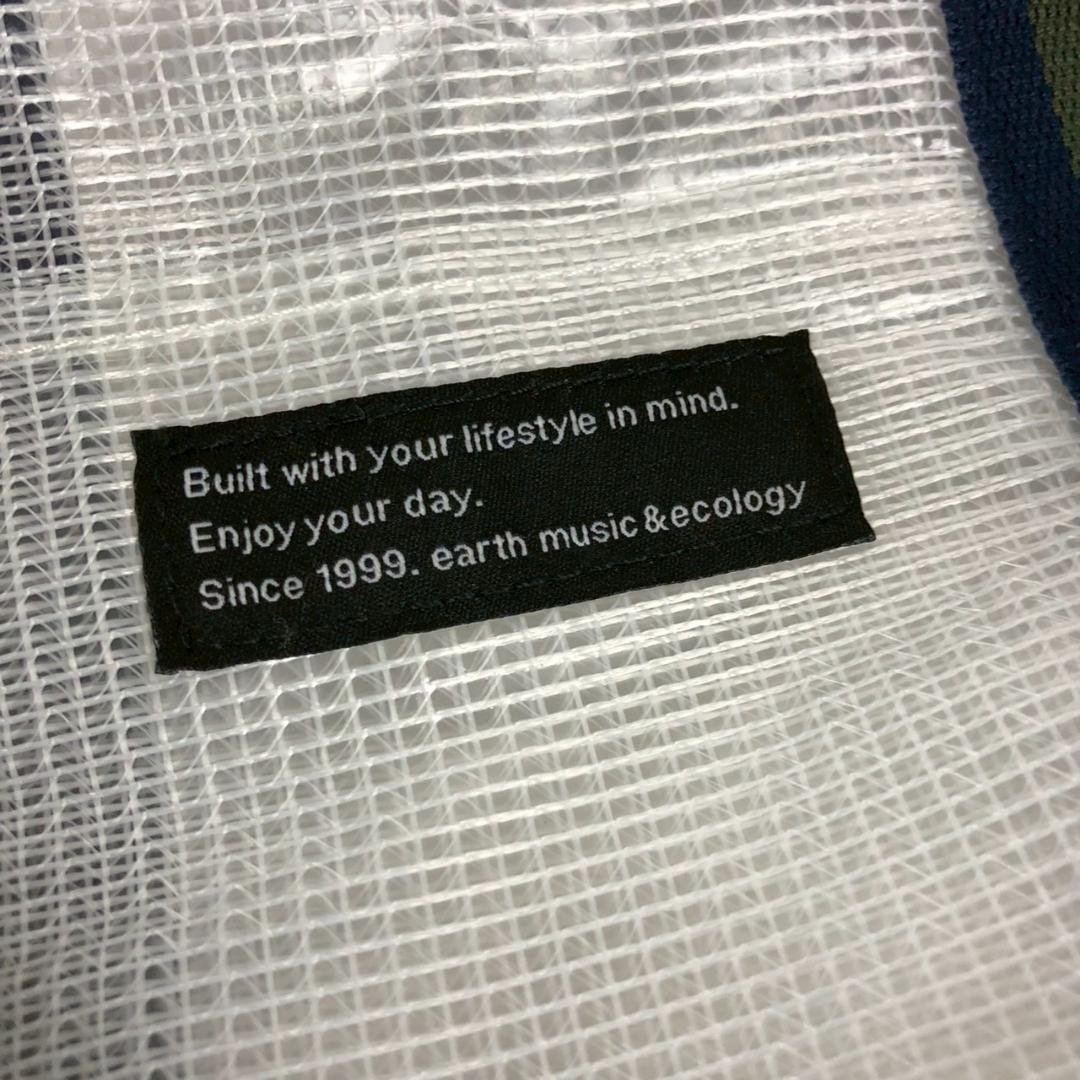 Built with your lifestyle in mind.
Enjoy your day.
Since 1999. earth music&ecology